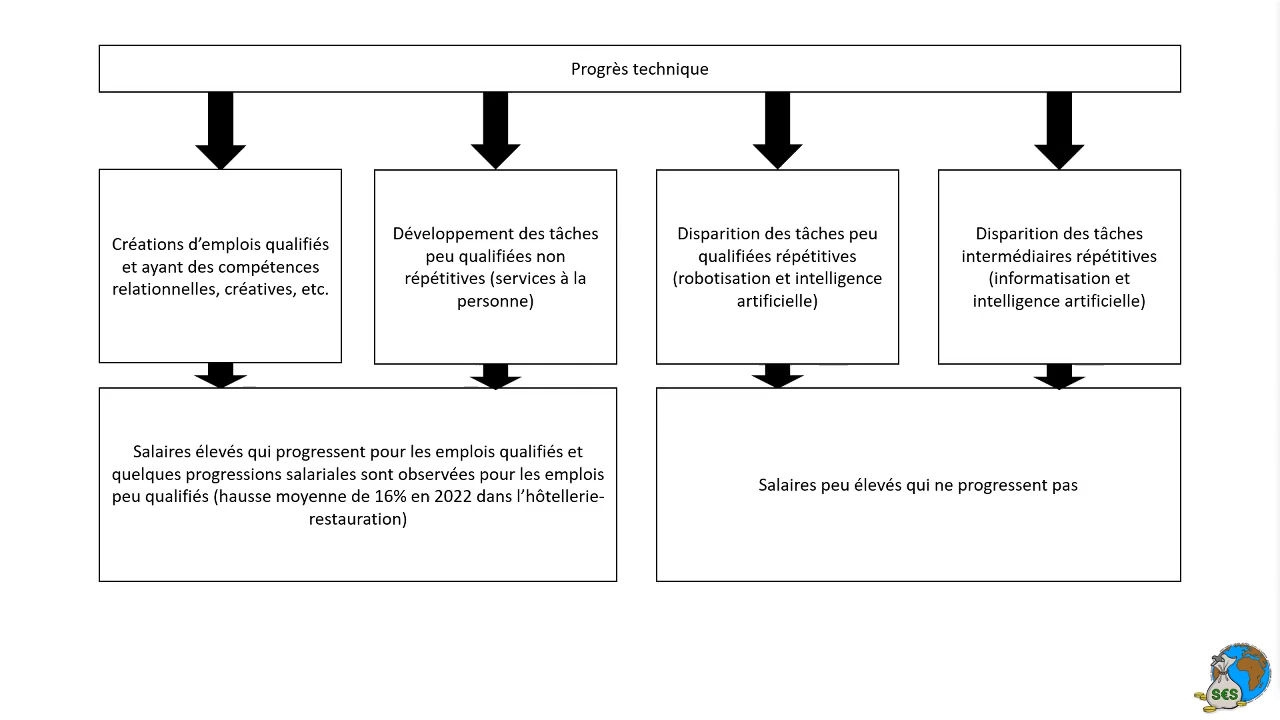 Progrès technique
Créations d’emplois qualifiés
et ayant des compétences
relationnelles, créatives, etc.
Développement des tâches
peu qualifiées non
répétitives (services à la
personne)
Disparition des tâches peu
qualifiées répétitives
(robotisation et intelligence
artificielle)
Disparition des tâches
intermédiaires répétitives
(informatisation et
intelligence artificielle)
Salaires élevés qui progressent pour les emplois qualifiés et
quelques progressions salariales sont observées pour les emplois
peu qualifiés (hausse moyenne de 16% en 2022 dans l’hôtellerie-
restauration)
Salaires peu élevés qui ne progressent pas
S€S